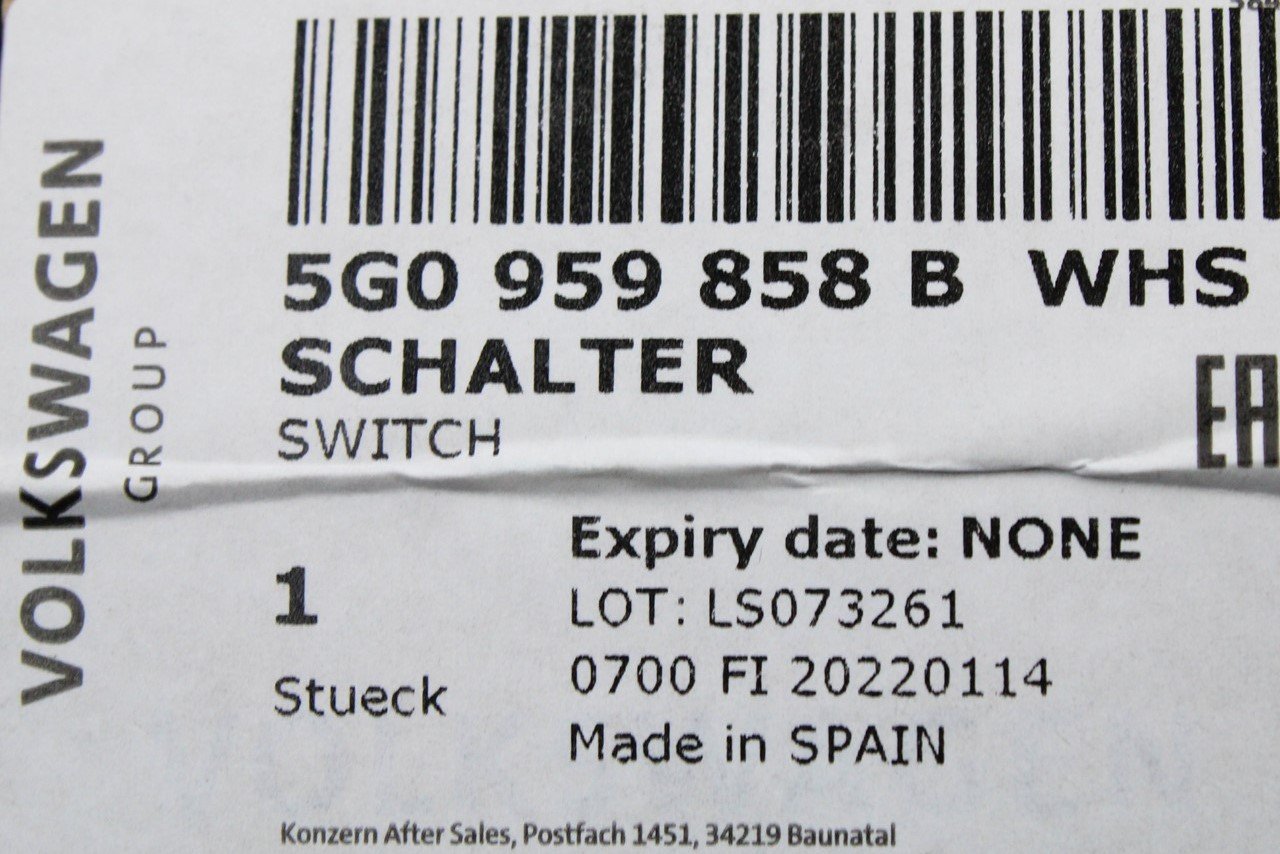 VOLKSWAGEN
GROUP
5G0 959 858 B WHS
SCHALTER
SWITCH
EA
1
Stueck
Expiry date: NONE
LOT: LS073261
0700 FI 20220114
Made in SPAIN
Konzern After Sales, Postfach 1451, 34219 Baunatal